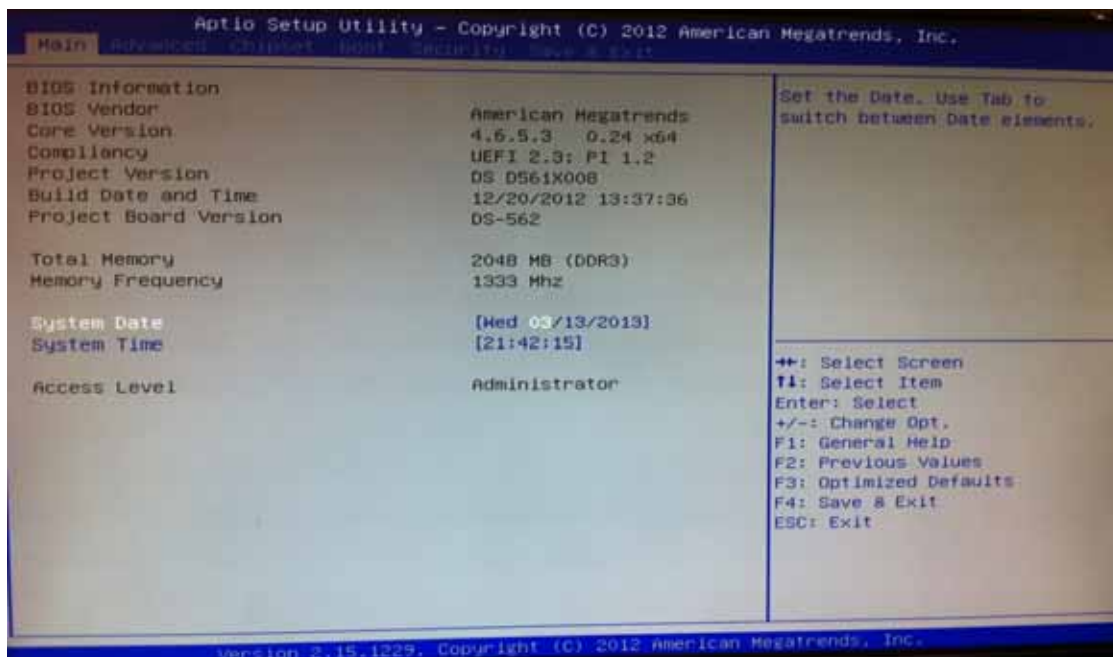 Aptio Setup Utility - Copyright (C) 2012 American Megatrends, Inc.
Main Advanced Chipset Boot Security Save & Exit
BIOS Information
BIOS Vendor American Megatrends
Core Version 4.6.5.3 0.24 x64
Compliancy UEFI 2.3; PI 1.2
Project Version DS D561X008
Build Date and Time 12/20/2012 13:37:36
Project Board Version DS-562
Total Memory 2048 MB (DDR3)
Memory Frequency 1333 Mhz
System Date [Wed 03/13/2013]
System Time [21:42:15]
Access Level Administrator
Set the Date. Use Tab to
switch between Date elements.
→←: Select Screen
↑↓: Select Item
Enter: Select
+/-: Change Opt.
F1: General Help
F2: Previous Values
F3: Optimized Defaults
F4: Save & Exit
ESC: Exit
Version 2.15.1229. Copyright (C) 2012 American Megatrends, Inc.